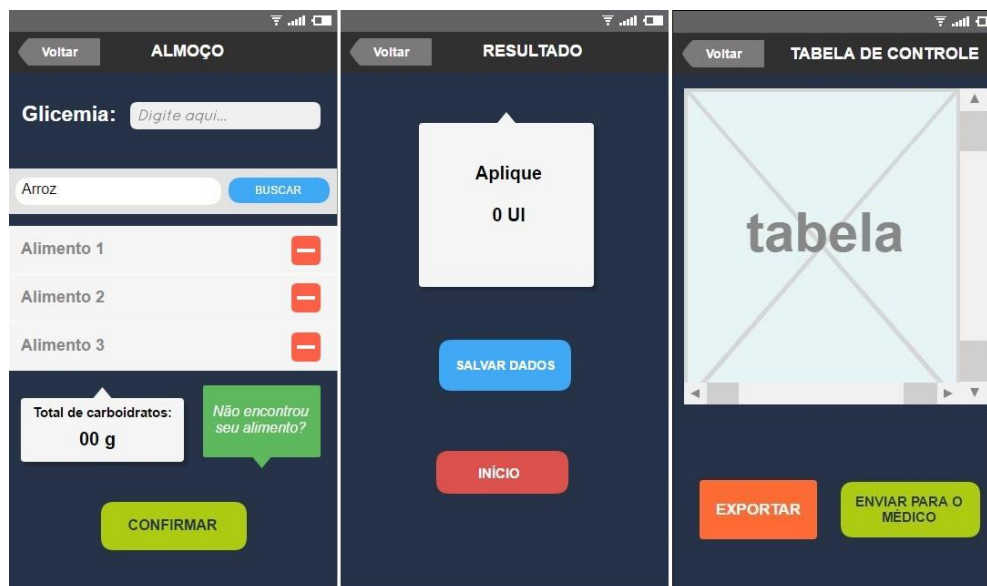 Voltar
ALMOÇO
Glicemia:
Digite aqui...
Arroz
BUSCAR
Alimento 1
Alimento 2
Alimento 3
Total de carboidratos:
00 g
Não encontrou
seu alimento?
CONFIRMAR
Voltar
RESULTADO
Aplique
0 UI
SALVAR DADOS
INÍCIO
Voltar
TABELA DE CONTROLE
tabela
EXPORTAR
ENVIAR PARA O
MÉDICO